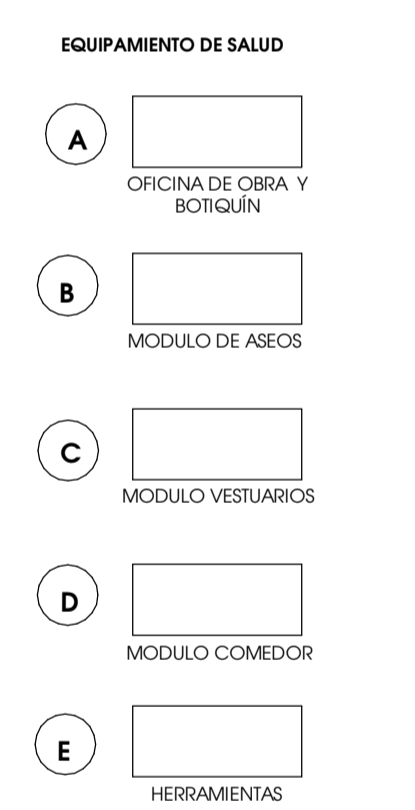 EQUIPAMIENTO DE SALUD
A
OFICINA DE OBRA Y
BOTIQUÍN
B
MODULO DE ASEOS
C
MODULO VESTUARIOS
D
MODULO COMEDOR
E
HERRAMIENTAS